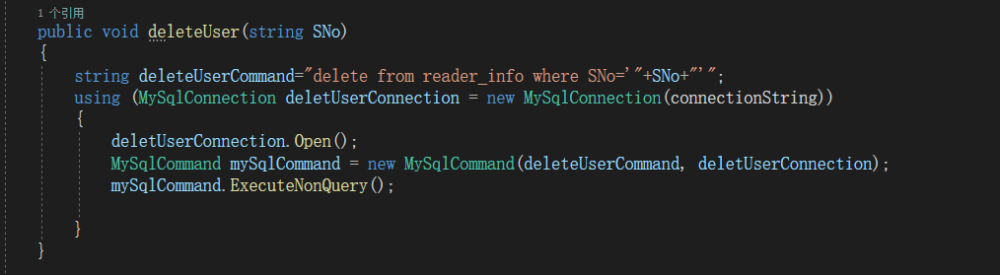 1 个引用
public void deleteUser(string SNo)
{
string deleteUserCommand="delete from reader_info where SNo='"+SNo+"'";
using (MySqlConnection deletUserConnection = new MySqlConnection(connectionString))
{
deletUserConnection.Open();
MySqlCommand mySqlCommand = new MySqlCommand(deleteUserCommand, deletUserConnection);
mySqlCommand.ExecuteNonQuery();
}
}